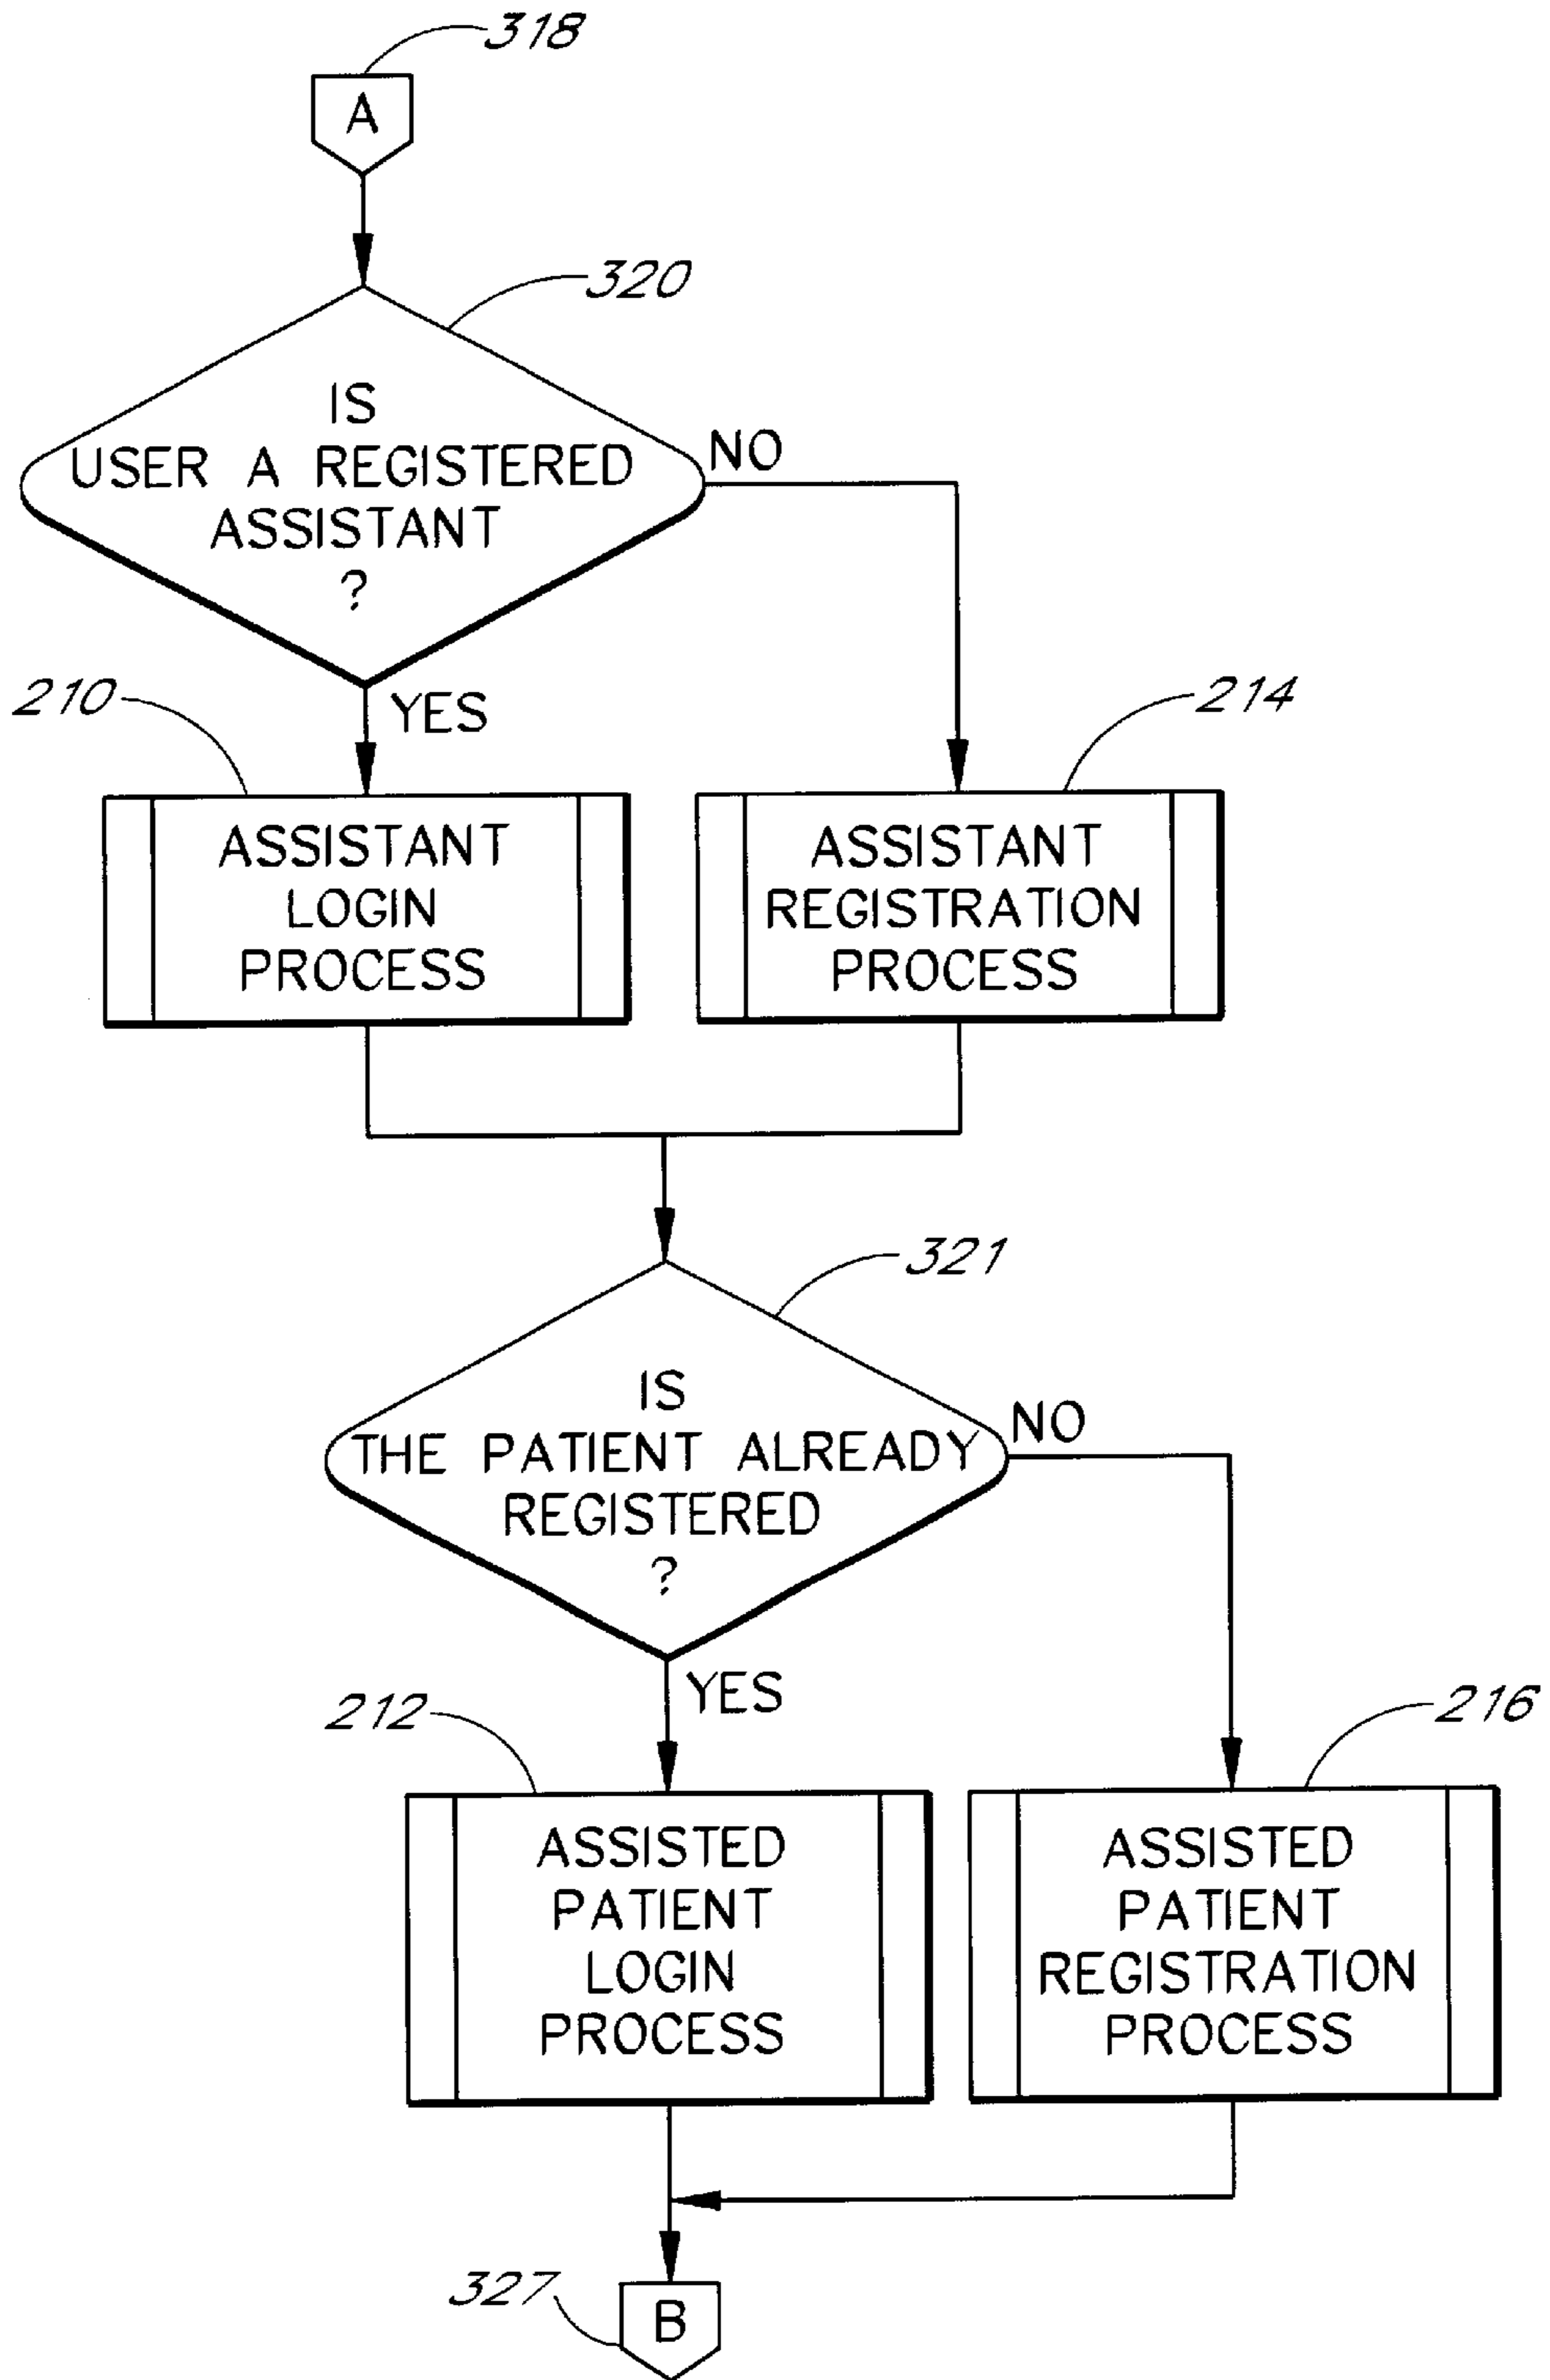 318
A
320
IS
USER A REGISTERED
ASSISTANT
?
NO
YES
210
214
ASSISTANT
LOGIN
PROCESS
ASSISTANT
REGISTRATION
PROCESS
321
IS
THE PATIENT ALREADY
REGISTERED
?
NO
YES
212
216
ASSISTED
PATIENT
LOGIN
PROCESS
ASSISTED
PATIENT
REGISTRATION
PROCESS
327
B